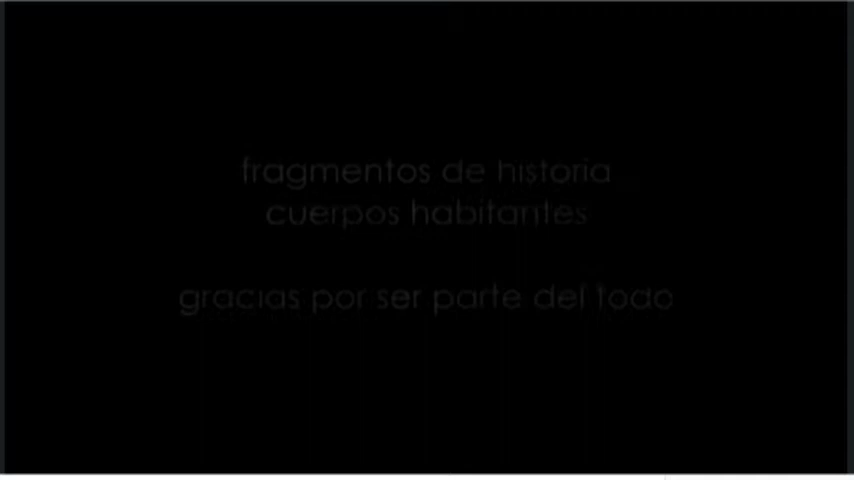 fragmentos de historia
cuerpos habitantes
gracias por ser parte del todo